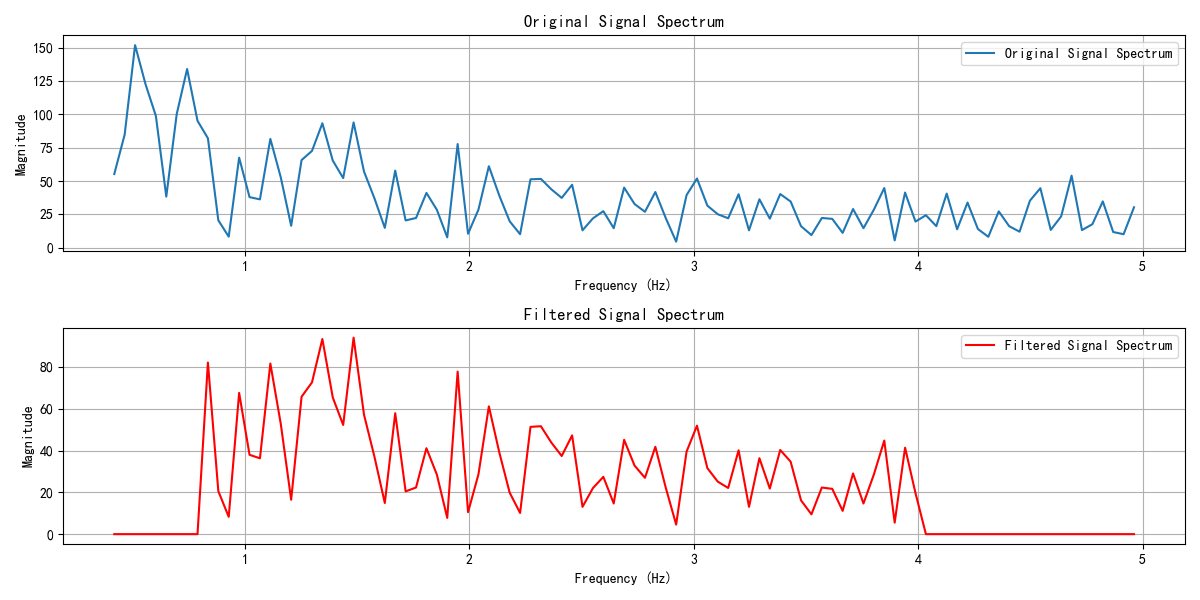 Original Signal Spectrum
150
125
100
75
50
25
0
Magnitude
Original Signal Spectrum
1 2 3 4 5
Frequency (Hz)
Filtered Signal Spectrum
80
60
40
20
0
Magnitude
Filtered Signal Spectrum
1 2 3 4 5
Frequency (Hz)